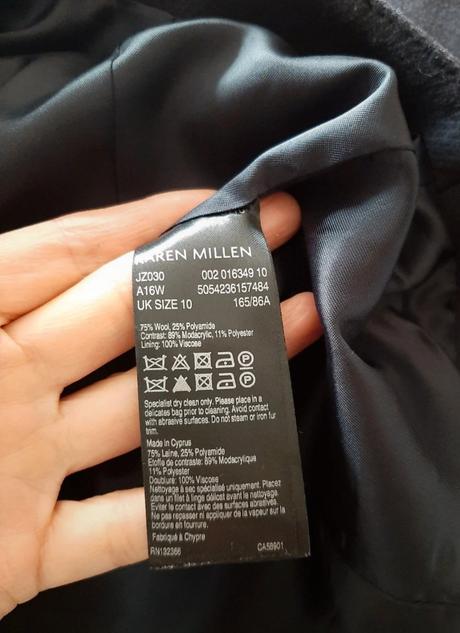 KAREN MILLEN
JZ030 002 016349 10
A16W 5054236157484
UK SIZE 10 165/86A
75% Wool, 25% Polyamide
Contrast: 89% Modacrylic, 11% Polyester
Lining: 100% Viscose
Specialist dry clean only. Please place in a
delicates bag prior to cleaning. Avoid contact
with abrasive surfaces. Do not steam or iron fur
trim.
Made in Cyprus
75% Laine, 25% Polyamide
Etoffe de contraste: 89% Modacrylique
11% Polyester
Doublure: 100% Viscose
Nettoyage à sec spécialisé uniquement. Placez
dans un filet à linge délicat avant le nettoyage.
Eviter le contact avec des surfaces abrasives.
Ne pas repasser ni appliquer de la vapeur sur la
bordure en fourrure.
Fabriqué à Chypre
RN132366 CA58901